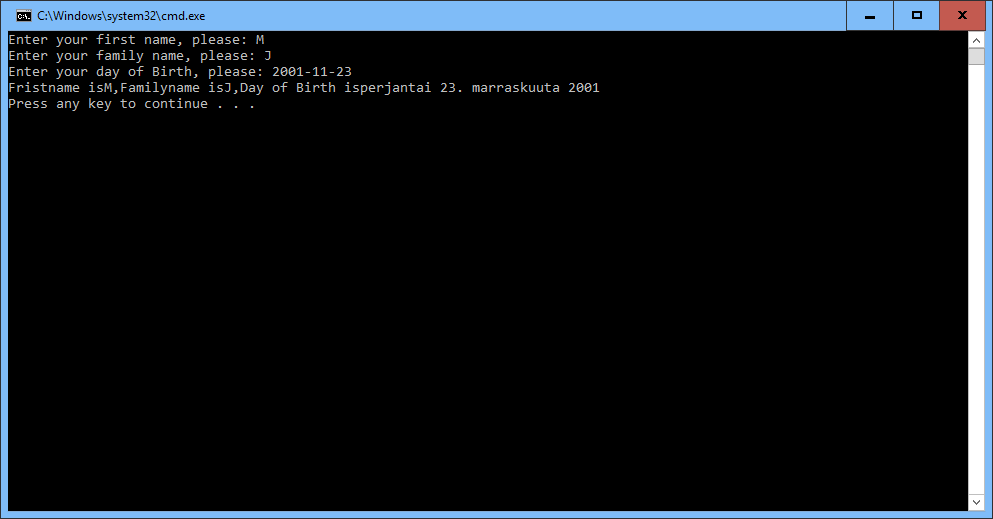 C:\Windows\system32\cmd.exe
Enter your first name, please: M
Enter your family name, please: J
Enter your day of Birth, please: 2001-11-23
Fristname isM,Familyname isJ,Day of Birth isperjantai 23. marraskuuta 2001
Press any key to continue . . .